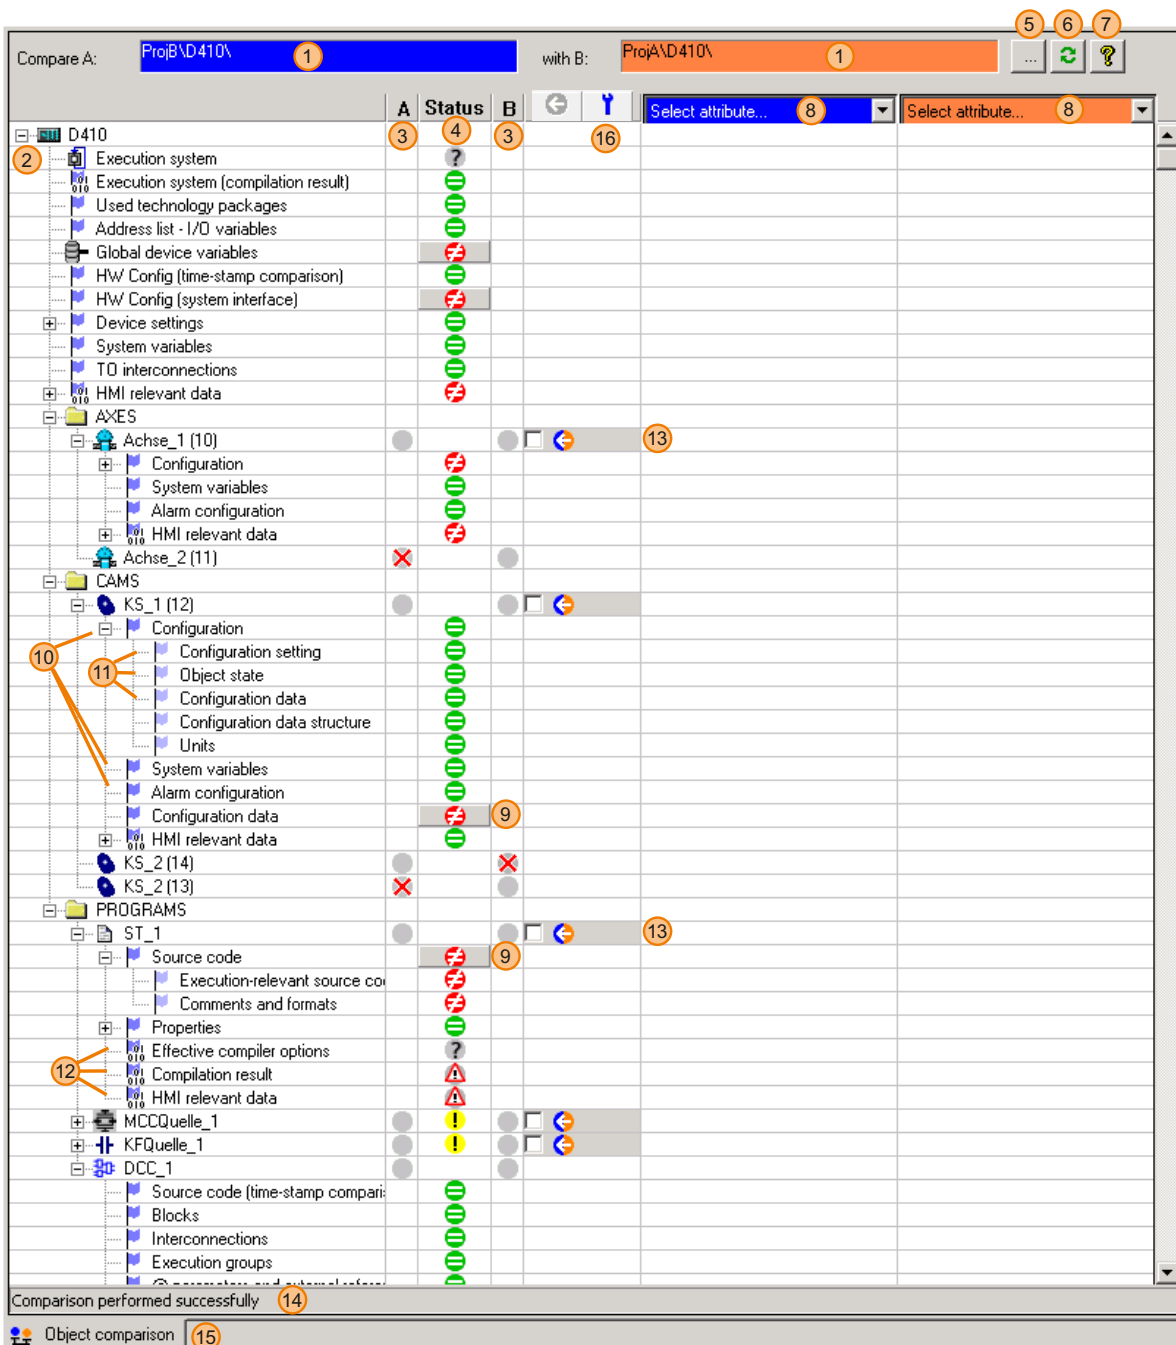 5 6 7
Compare A: ProjB\D410\ 1 with B: ProjA\D410\ 1 ... ?
A Status B Select attribute... 8 Select attribute... 8
D410 3 4 3 16
2 Execution system ?
Execution system (compilation result)
Used technology packages
Address list - I/O variables
Global device variables
HW Config (time-stamp comparison)
HW Config (system interface)
Device settings
System variables
TO interconnections
HMI relevant data
AXES
Achse_1 (10) 13
Configuration
System variables
Alarm configuration
HMI relevant data
Achse_2 (11)
CAMS
KS_1 (12)
Configuration
10 Configuration setting
11 Object state
Configuration data
Configuration data structure
Units
System variables
Alarm configuration
Configuration data 9
HMI relevant data
KS_2 (14)
KS_2 (13)
PROGRAMS
ST_1 13
Source code 9
Execution-relevant source co
Comments and formats
Properties
Effective compiler options ?
12 Compilation result
HMI relevant data
MCCQuelle_1 !
KFQuelle_1 !
DCC_1
Source code (time-stamp compari
Blocks
Interconnections
Execution groups
Comparison performed successfully 14
Object comparison 15